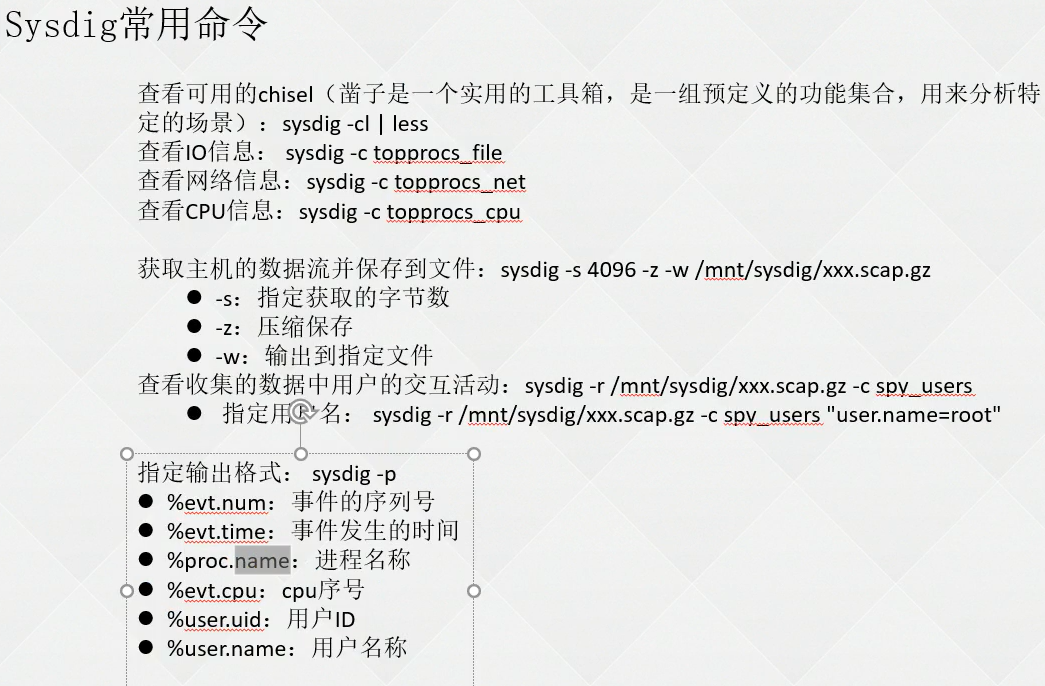 Sysdig常用命令
查看可用的chisel（凿子是一个实用的工具箱，是一组预定义的功能集合，用来分析特
定的场景）：sysdig -cl | less
查看IO信息： sysdig -c topprocs_file
查看网络信息：sysdig -c topprocs_net
查看CPU信息：sysdig -c topprocs_cpu
获取主机的数据流并保存到文件：sysdig -s 4096 -z -w /mnt/sysdig/xxx.scap.gz
● -s：指定获取的字节数
● -z：压缩保存
● -w：输出到指定文件
查看收集的数据中用户的交互活动：sysdig -r /mnt/sysdig/xxx.scap.gz -c spy_users
● 指定用户名： sysdig -r /mnt/sysdig/xxx.scap.gz -c spy_users "user.name=root"
指定输出格式： sysdig -p
● %evt.num：事件的序列号
● %evt.time：事件发生的时间
● %proc.name：进程名称
● %evt.cpu：cpu序号
● %user.uid：用户ID
● %user.name：用户名称